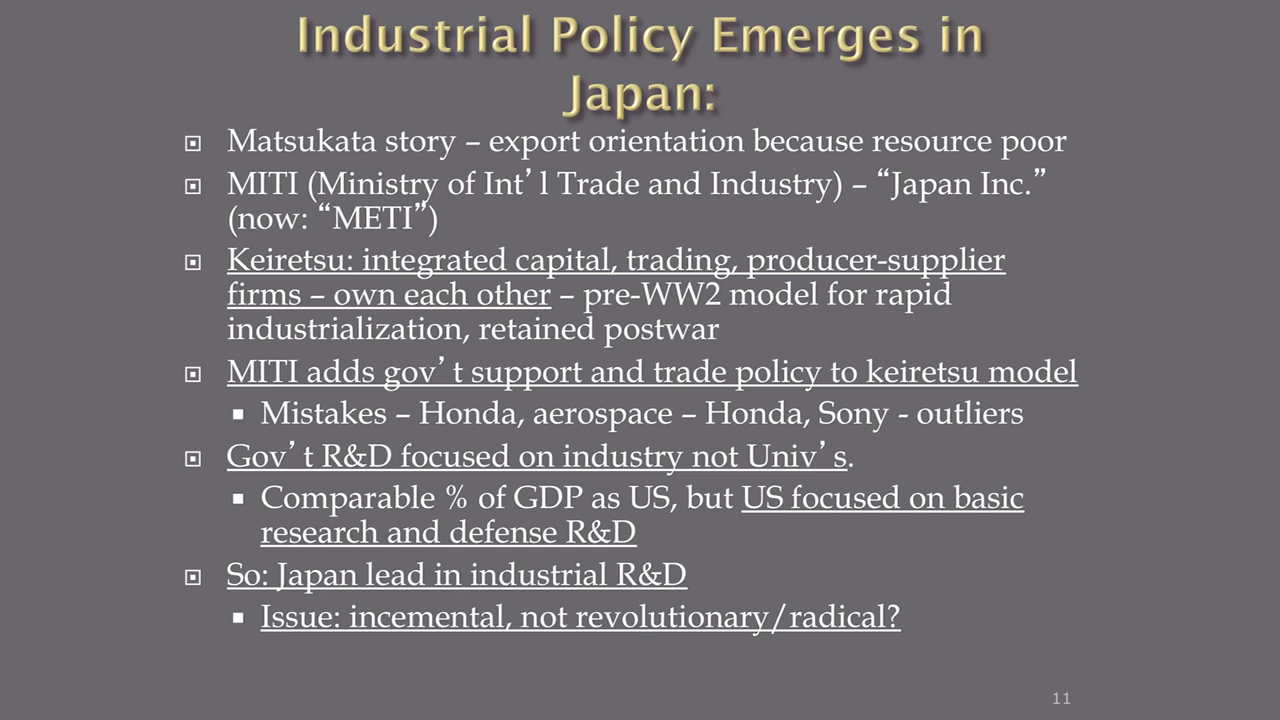 Industrial Policy Emerges in
Japan:
Matsukata story – export orientation because resource poor
MITI (Ministry of Int’l Trade and Industry) – “Japan Inc.”
(now: “METI”)
Keiretsu: integrated capital, trading, producer-supplier
firms – own each other – pre-WW2 model for rapid
industrialization, retained postwar
MITI adds gov’t support and trade policy to keiretsu model
Mistakes – Honda, aerospace – Honda, Sony - outliers
Gov’t R&D focused on industry not Univ’s.
Comparable % of GDP as US, but US focused on basic
research and defense R&D
So: Japan lead in industrial R&D
Issue: incemental, not revolutionary/radical?
11